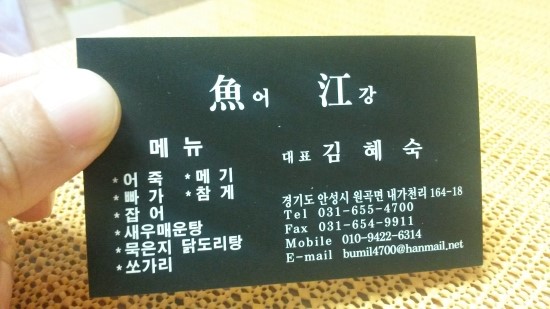 魚어 江강
메뉴
*어죽 *메기
*빠가 *참게
*잡어
*새우매운탕
*묵은지 닭도리탕
*쏘가리
대표 김혜숙
경기도 안성시 원곡면 내가천리 164-18
Tel 031-655-4700
Fax 031-654-9911
Mobile 010-9422-6314
E-mail bumil4700@hanmail.net